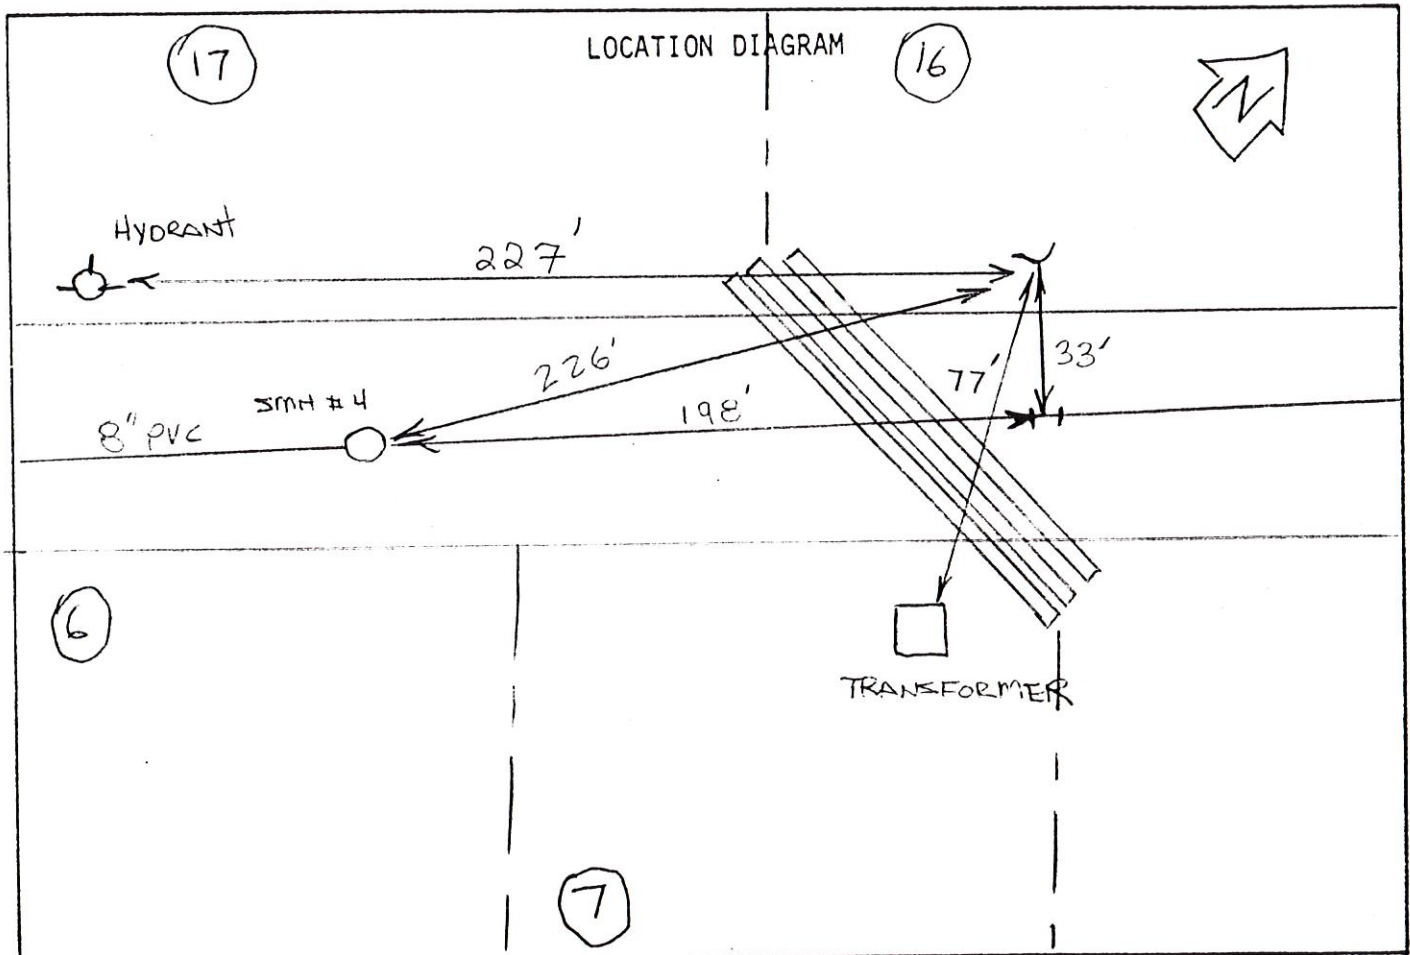 LOCATION DIAGRAM
17
16
N
HYDRANT
227'
226'
77'
33'
SMH #4
198'
8" PVC
6
TRANSFORMER
7